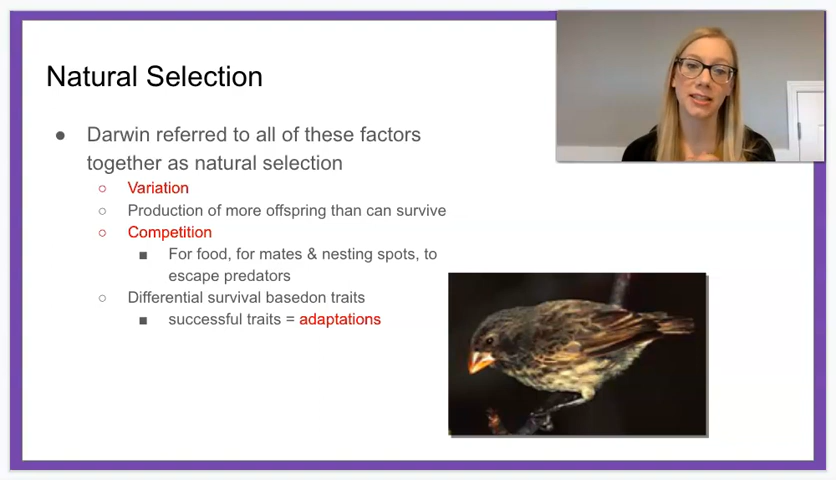 Natural Selection
● Darwin referred to all of these factors
together as natural selection
○ Variation
○ Production of more offspring than can survive
○ Competition
■ For food, for mates & nesting spots, to
escape predators
○ Differential survival basedon traits
■ successful traits = adaptations